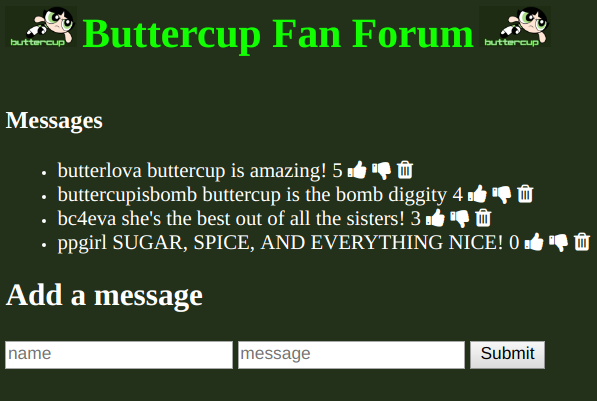 buttercup Buttercup Fan Forum buttercup
Messages
butterlova buttercup is amazing! 5
buttercupisbomb buttercup is the bomb diggity 4
bc4eva she's the best out of all the sisters! 3
ppgirl SUGAR, SPICE, AND EVERYTHING NICE! 0
Add a message
name message Submit